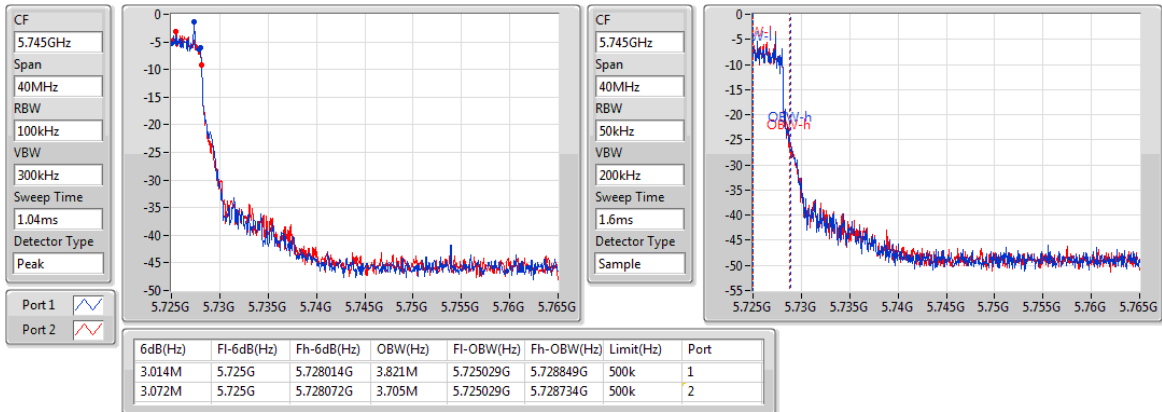 CF
5.745GHz
Span
40MHz
RBW
100kHz
VBW
300kHz
Sweep Time
1.04ms
Detector Type
Peak
Port 1
Port 2
0
-5
-10
-15
-20
-25
-30
-35
-40
-45
-50
5.725G 5.73G 5.735G 5.74G 5.745G 5.75G 5.755G 5.76G 5.765G
CF
5.745GHz
Span
40MHz
RBW
50kHz
VBW
200kHz
Sweep Time
1.6ms
Detector Type
Sample
0
-5
-10
-15
-20
-25
-30
-35
-40
-45
-50
-55
OBW-h
OBW-h
5.725G 5.73G 5.735G 5.74G 5.745G 5.75G 5.755G 5.76G 5.765G
6dB(Hz) Fl-6dB(Hz) Fh-6dB(Hz) OBW(Hz) Fl-OBW(Hz) Fh-OBW(Hz) Limit(Hz) Port
3.014M 5.725G 5.728014G 3.821M 5.725029G 5.728849G 500k 1
3.072M 5.725G 5.728072G 3.705M 5.725029G 5.728734G 500k 2